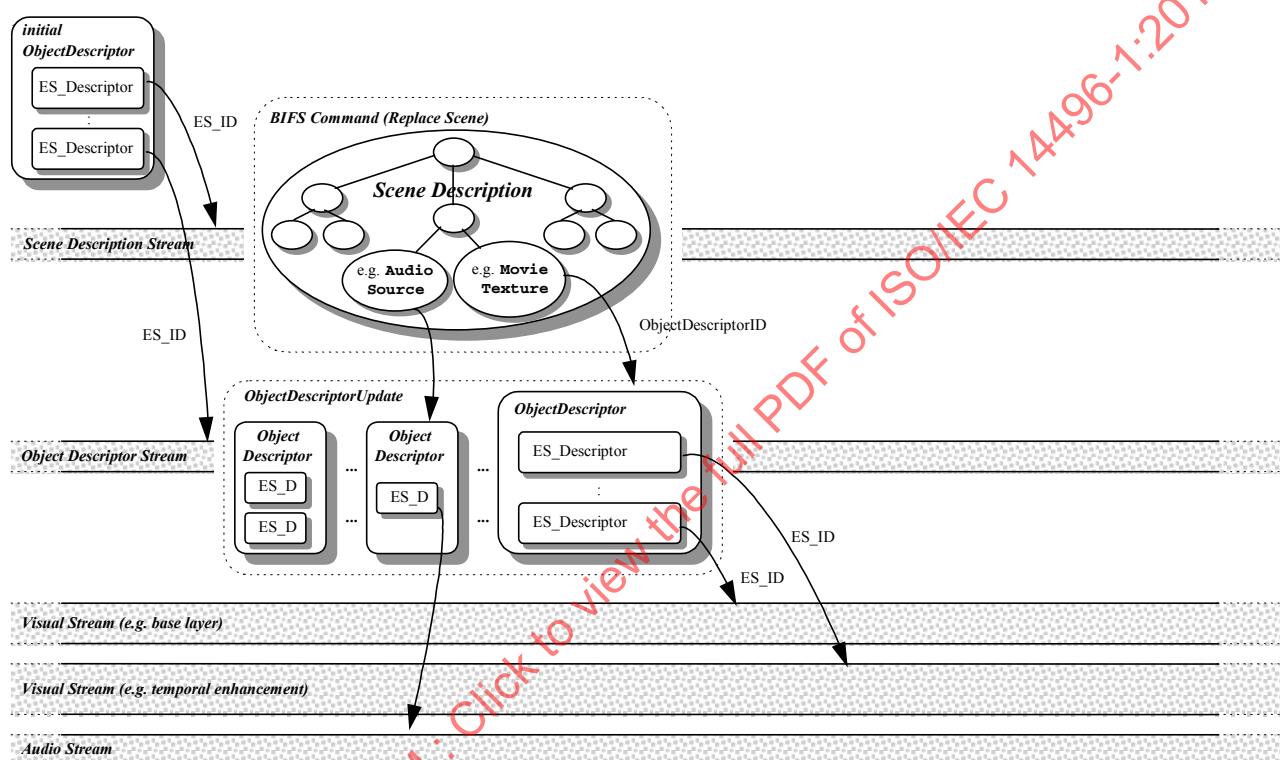 initial
ObjectDescriptor
ES_Descriptor
:
ES_Descriptor
ES_ID
ES_ID
BIFS Command (Replace Scene)
Scene Description
e.g. Audio
Source
e.g. Movie
Texture
ObjectDescriptorID
Scene Description Stream
ObjectDescriptorUpdate
Object
Descriptor
ES_D
ES_D
...
...
Object
Descriptor
ES_D
...
...
ObjectDescriptor
ES_Descriptor
:
ES_Descriptor
Object Descriptor Stream
ES_ID
ES_ID
Visual Stream (e.g. base layer)
Visual Stream (e.g. temporal enhancement)
Audio Stream
: Click to view the full PDF of ISO/IEC 14496-1:201